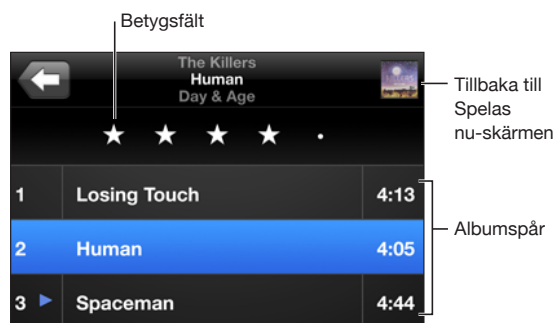 Betygsfält
The Killers
Human
Day & Age
Tillbaka till
Spelas
nu-skärmen
1 Losing Touch 4:13
2 Human 4:05
3 Spaceman 4:44
Albumspår